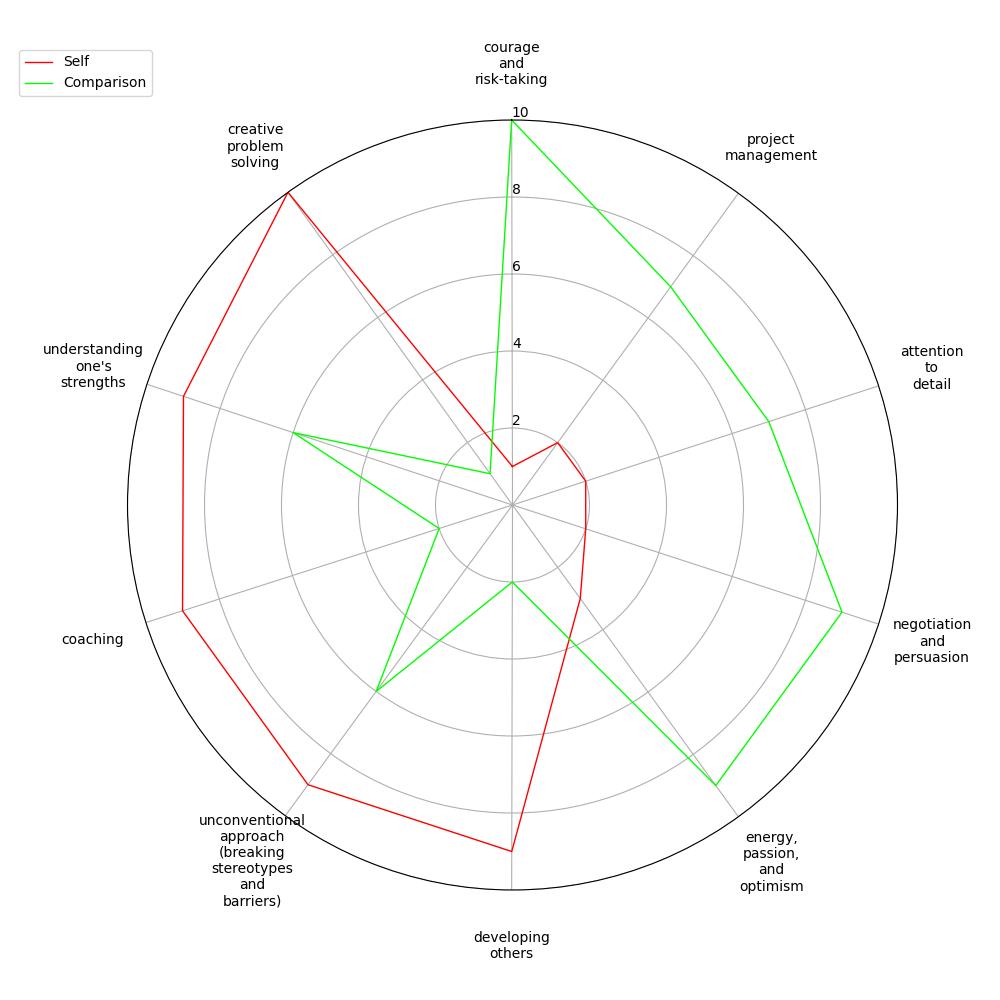 Self
Comparison
courage
and
risk-taking
project
management
attention
to
detail
negotiation
and
persuasion
energy,
passion,
and
optimism
developing
others
unconventional
approach
(breaking
stereotypes
and
barriers)
coaching
understanding
one's
strengths
creative
problem
solving
10
8
6
4
2